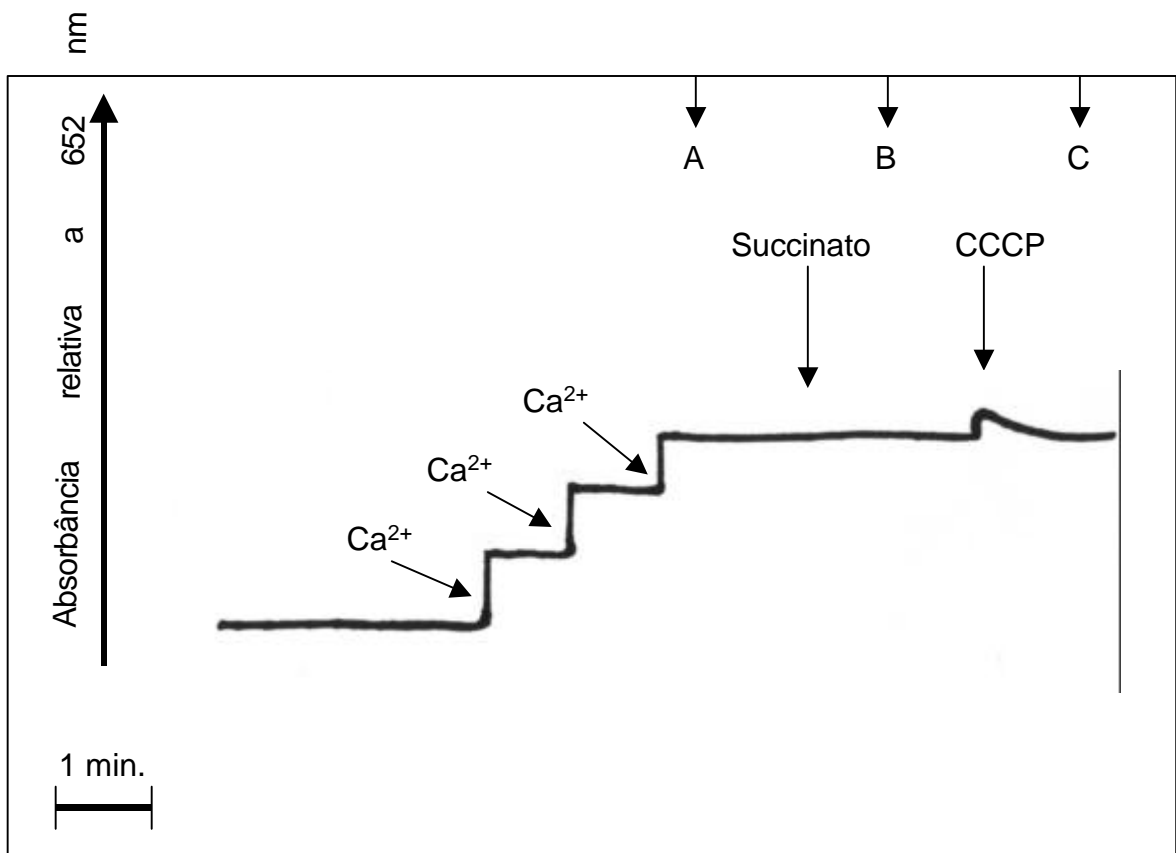 Absorbância relativa a 652 nm
A
B
C
Succinato
CCCP
Ca²⁺
Ca²⁺
Ca²⁺
1 min.